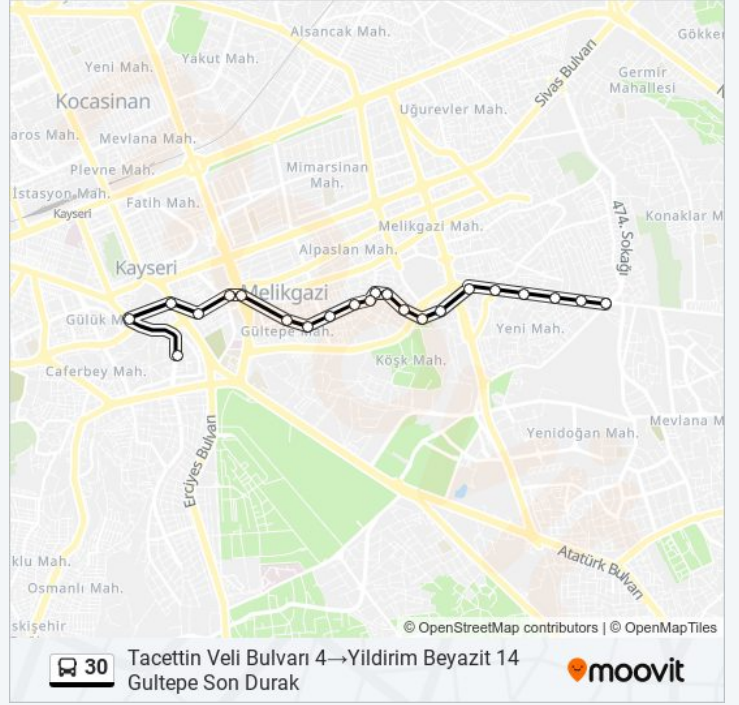 Alsancak Mah.
Gökker
Yeni Mah.
Yakut Mah.
Sivas Bulvarı
Germir
Mahallesi
Kocasinan
Uğurevler Mah.
aros Mah.
Mevlana Mah.
Plevne Mah.
Mimarsinan
Mah.
İstasyon Mah.
Kayseri
Fatih Mah.
474. Sokağı
Konaklar M
Melikgazi Mah.
Alpaslan Mah.
Kayseri
Melikgazi
Gülük M
Gültepe Mah.
Yeni Mah.
Köşk Mah.
Caferbey Mah.
Erciyes Bulvarı
Mevlana M
Yenidoğan Mah.
Atatürk Bulvarı
klu Mah.
Osmanlı Mah.
skişehir
© OpenStreetMap contributors | © OpenMapTiles
30
Tacettin Veli Bulvarı 4→Yildirim Beyazit 14
Gultepe Son Durak
moovit